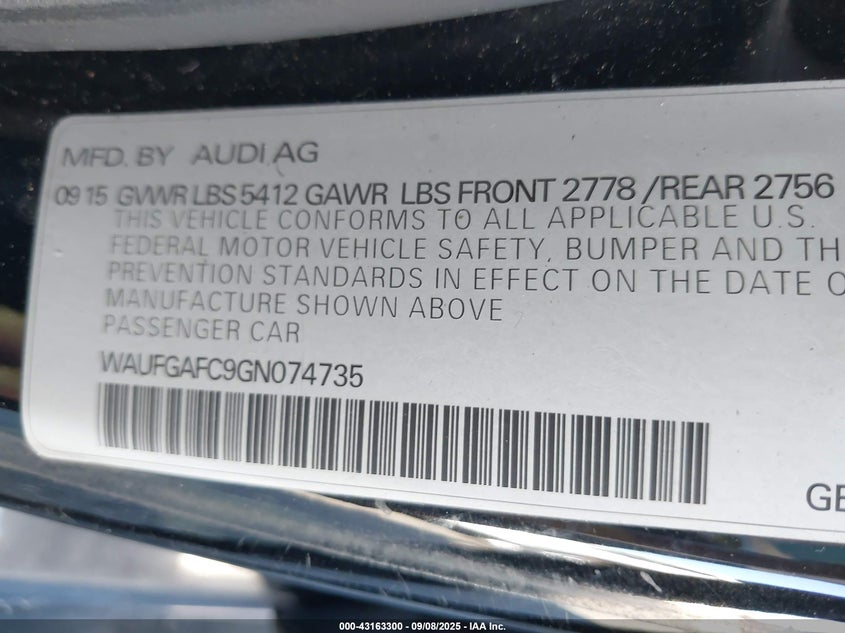 MFD. BY AUDI AG
09 15 GVWR LBS 5412 GAWR LBS FRONT 2778 /REAR 2756
THIS VEHICLE CONFORMS TO ALL APPLICABLE U.S.
FEDERAL MOTOR VEHICLE SAFETY, BUMPER AND TH
PREVENTION STANDARDS IN EFFECT ON THE DATE O
MANUFACTURE SHOWN ABOVE
PASSENGER CAR
WAUFGAFC9GN074735
GE
000-43163300 - 09/08/2025 - IAA Inc.